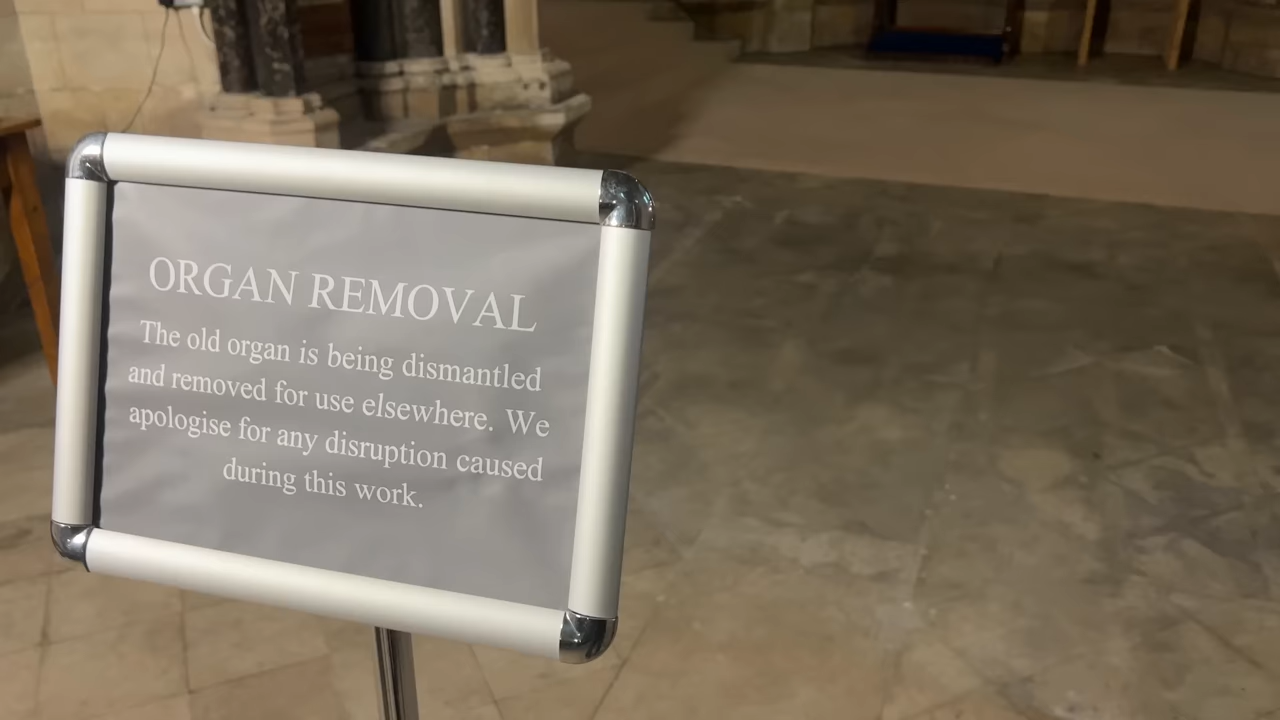 ORGAN REMOVAL
The old organ is being dismantled
and removed for use elsewhere. We
apologise for any disruption caused
during this work.